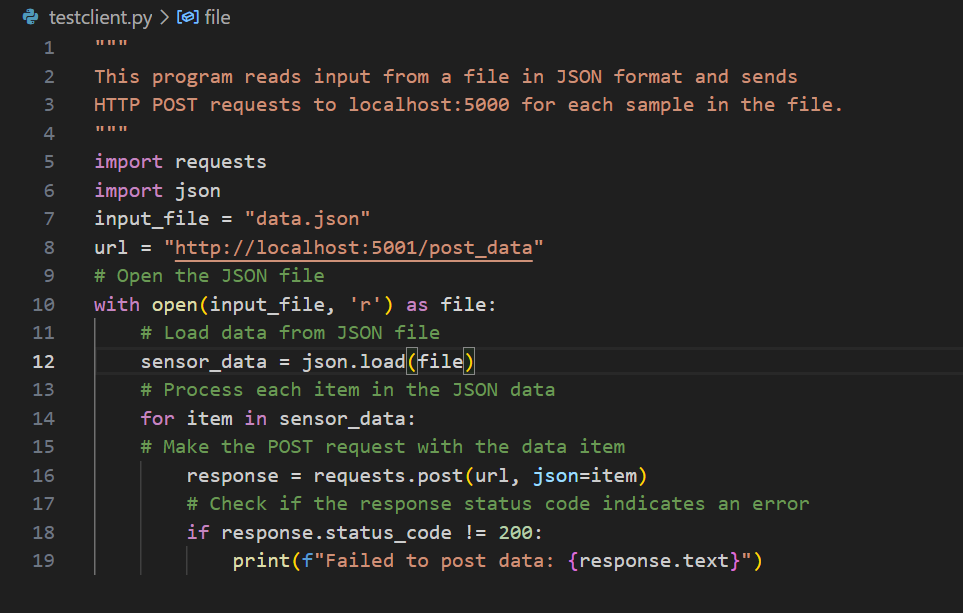 testclient.py > file
1 """
2 This program reads input from a file in JSON format and sends
3 HTTP POST requests to localhost:5000 for each sample in the file.
4 """
5 import requests
6 import json
7 input_file = "data.json"
8 url = "http://localhost:5001/post_data"
9 # Open the JSON file
10 with open(input_file, 'r') as file:
11     # Load data from JSON file
12     sensor_data = json.load(file)
13     # Process each item in the JSON data
14     for item in sensor_data:
15     # Make the POST request with the data item
16         response = requests.post(url, json=item)
17         # Check if the response status code indicates an error
18         if response.status_code != 200:
19             print(f"Failed to post data: {response.text}")